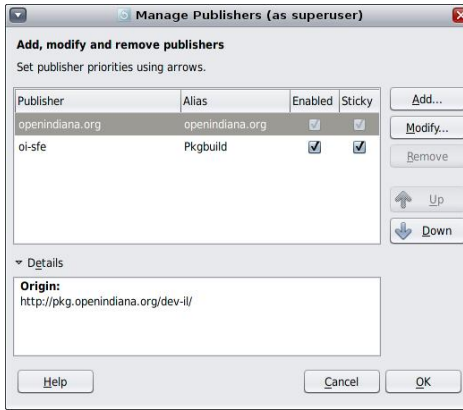 Manage Publishers (as superuser)
Add, modify and remove publishers
Set publisher priorities using arrows.
Publisher Alias Enabled Sticky
openindiana.org openindiana.org
oi-sfe Pkgbuild
Add...
Modify...
Remove
Up
Down
Details
Origin:
http://pkg.openindiana.org/dev-il/
Help Cancel OK